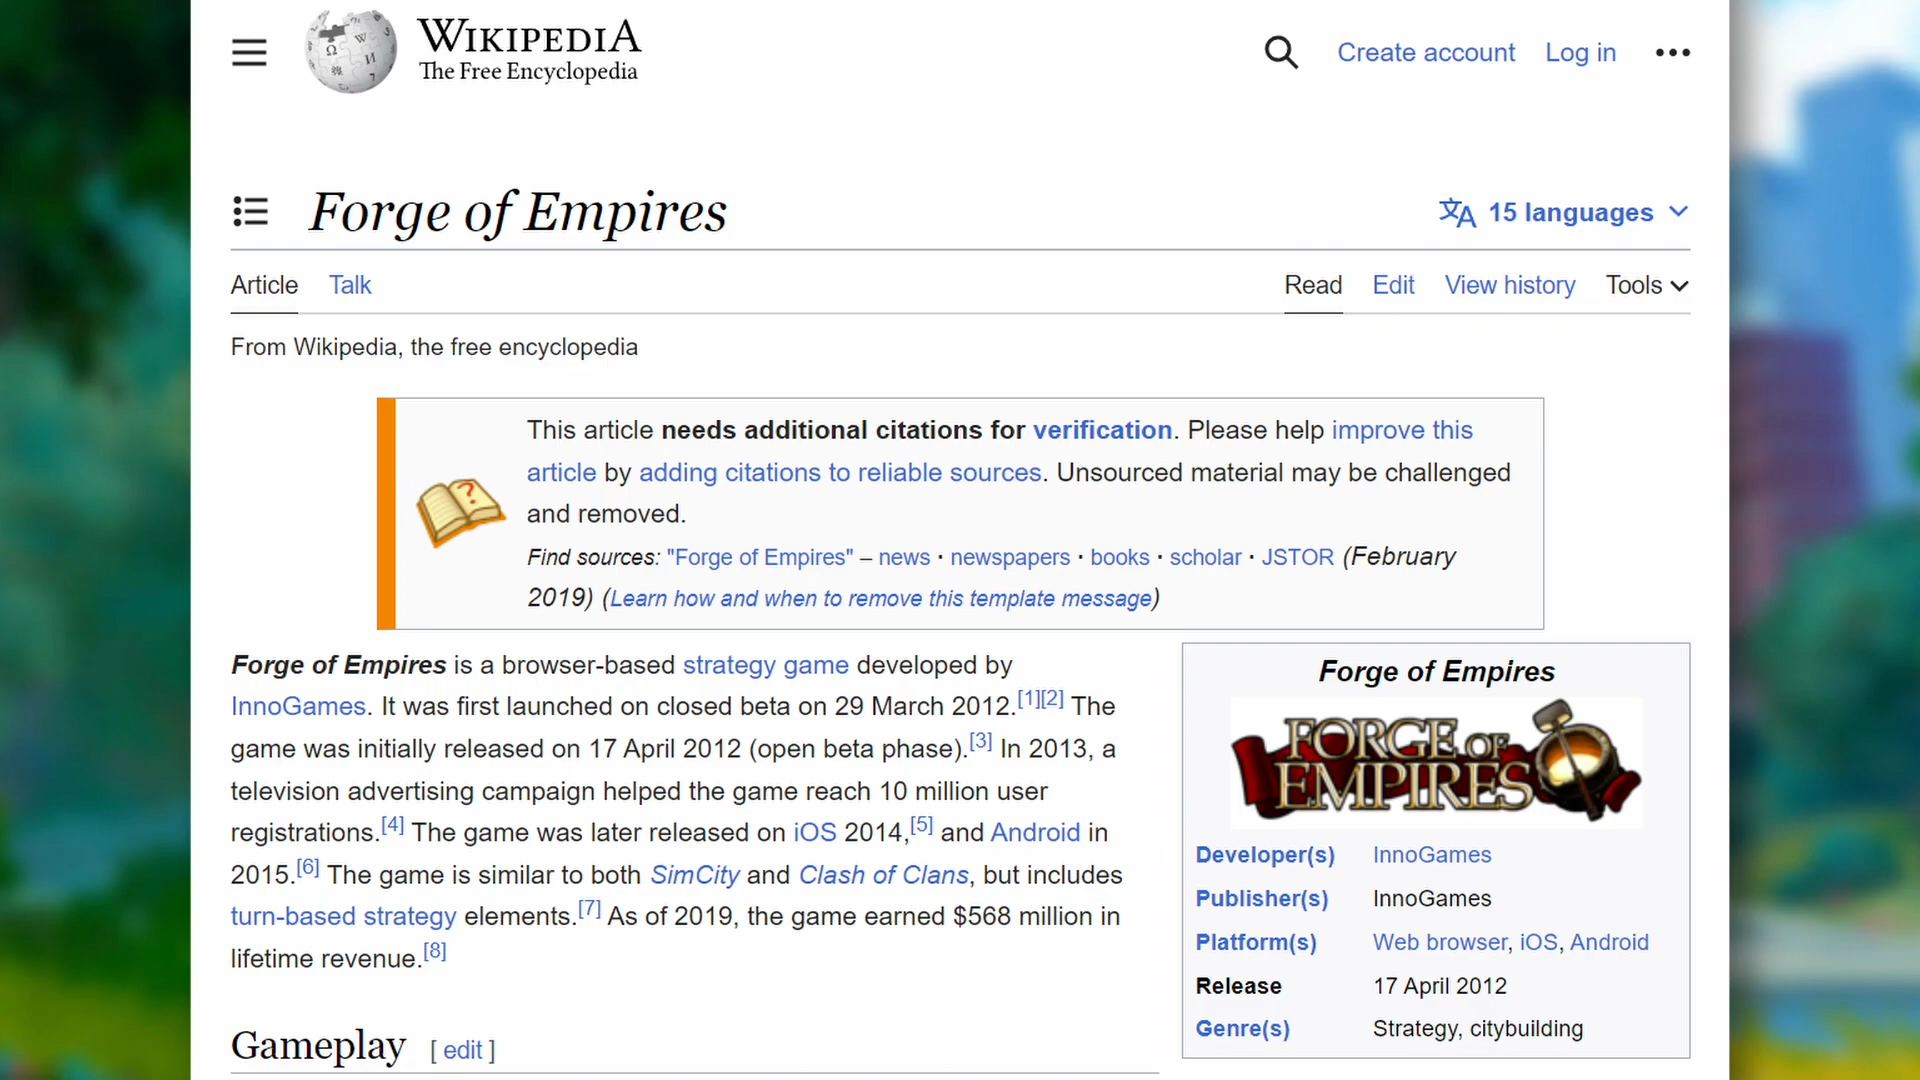 WIKIPEDIA
The Free Encyclopedia
Create account
Log in
Forge of Empires
15 languages
Article
Talk
Read
Edit
View history
Tools
From Wikipedia, the free encyclopedia
This article needs additional citations for verification. Please help improve this
article by adding citations to reliable sources. Unsourced material may be challenged
and removed.
Find sources: "Forge of Empires" – news · newspapers · books · scholar · JSTOR (February
2019) (Learn how and when to remove this template message)
Forge of Empires is a browser-based strategy game developed by
InnoGames. It was first launched on closed beta on 29 March 2012.[1][2] The
game was initially released on 17 April 2012 (open beta phase).[3] In 2013, a
television advertising campaign helped the game reach 10 million user
registrations.[4] The game was later released on iOS 2014,[5] and Android in
2015.[6] The game is similar to both SimCity and Clash of Clans, but includes
turn-based strategy elements.[7] As of 2019, the game earned $568 million in
lifetime revenue.[8]
Gameplay [ edit ]
Forge of Empires
FORGE OF
EMPIRES
Developer(s) InnoGames
Publisher(s) InnoGames
Platform(s) Web browser, iOS, Android
Release 17 April 2012
Genre(s) Strategy, citybuilding